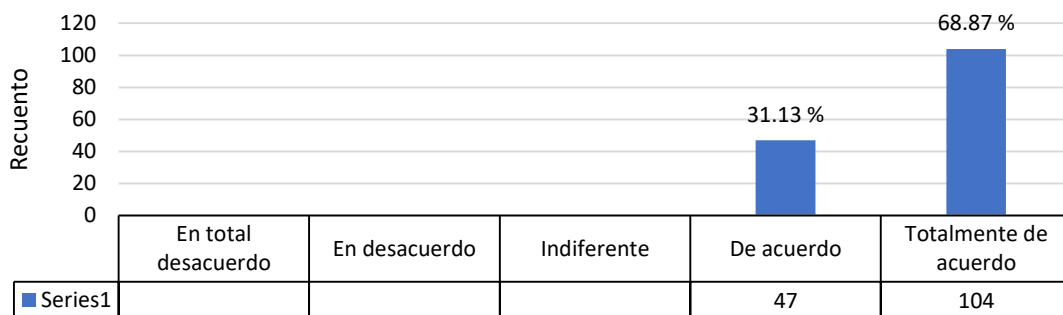 Recuento
120
100
80
60
40
20
0
31.13 %
68.87 %
En total
desacuerdo
En desacuerdo
Indiferente
De acuerdo
Totalmente de
acuerdo
Series1
47
104